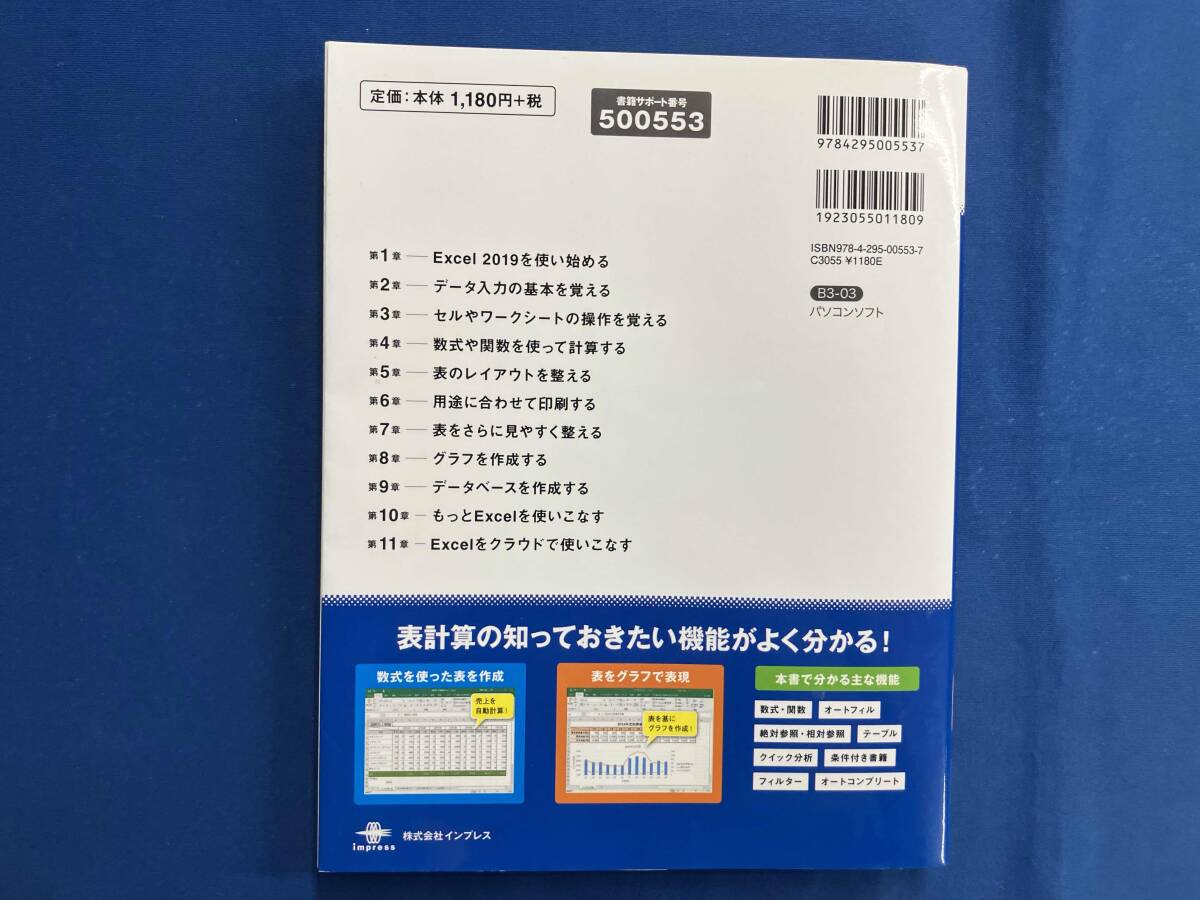 定価：本体 1,180円+税
書籍サポート番号
500553
9784295005537
1923055011809
ISBN978-4-295-00553-7
C3055 ¥1180E
B3-03
パソコンソフト
第1章 ― Excel 2019を使い始める
第2章 ― データ入力の基本を覚える
第3章 ― セルやワークシートの操作を覚える
第4章 ― 数式や関数を使って計算する
第5章 ― 表のレイアウトを整える
第6章 ― 用途に合わせて印刷する
第7章 ― 表をさらに見やすく整える
第8章 ― グラフを作成する
第9章 ― データベースを作成する
第10章 ― もっとExcelを使いこなす
第11章 ― Excelをクラウドで使いこなす
表計算の知っておきたい機能がよく分かる！
数式を使った表を作成
売上を
自動計算！
表をグラフで表現
表を基に
グラフを作成！
本書で分かる主な機能
数式・関数
オートフィル
絶対参照・相対参照
テーブル
クイック分析
条件付き書籍
フィルター
オートコンプリート
impress
株式会社インプレス